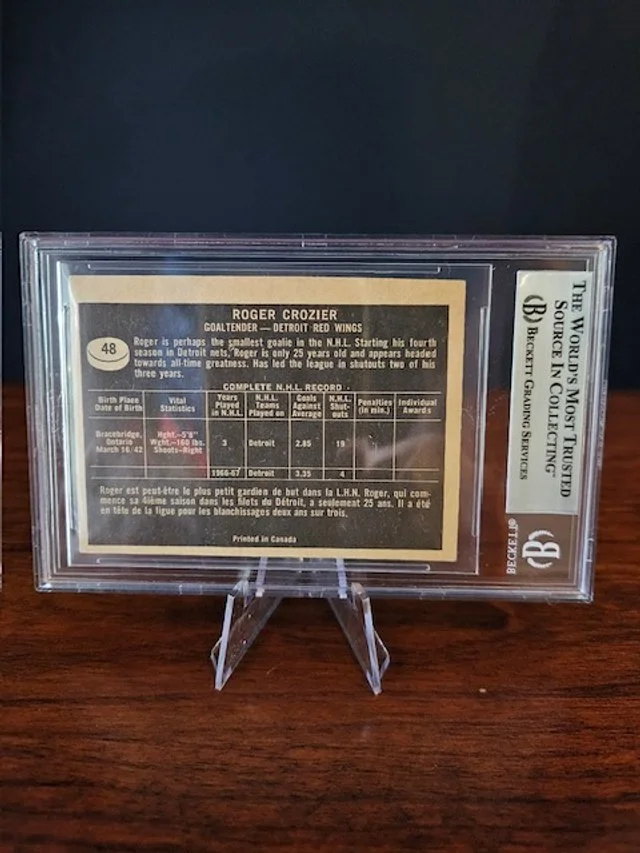 ROGER CROZIER
GOALTENDER — DETROIT RED WINGS
48
Roger is perhaps the smallest goalie in the N.H.L. Starting his fourth
season in Detroit nets, Roger is only 25 years old and appears headed
towards all-time greatness. Has led the league in shutouts two of his
three years.
COMPLETE N.H.L. RECORD
Birth Place Date of Birth | Vital Statistics | Years Played in N.H.L. | N.H.L. Teams Played on | Goals Against Average | N.H.L. Shut-outs | Penalties (in min.) | Individual Awards
Bracebridge, Ontario March 16/42 | Hght.—5'8" Wght.—160 lbs. Shoots—Right | 3 | Detroit | 2.85 | 19
1966-67 | Detroit | 3.35 | 4
Roger est peut-être le plus petit gardien de but dans la L.H.N. Roger, qui com-
mence sa 4ième saison dans les filets du Détroit, a seulement 25 ans. Il a été
en tête de la ligue pour les blanchissages deux ans sur trois.
Printed in Canada
THE WORLD'S MOST TRUSTED
SOURCE IN COLLECTING™
B BECKETT GRADING SERVICES
BECKETT®
B